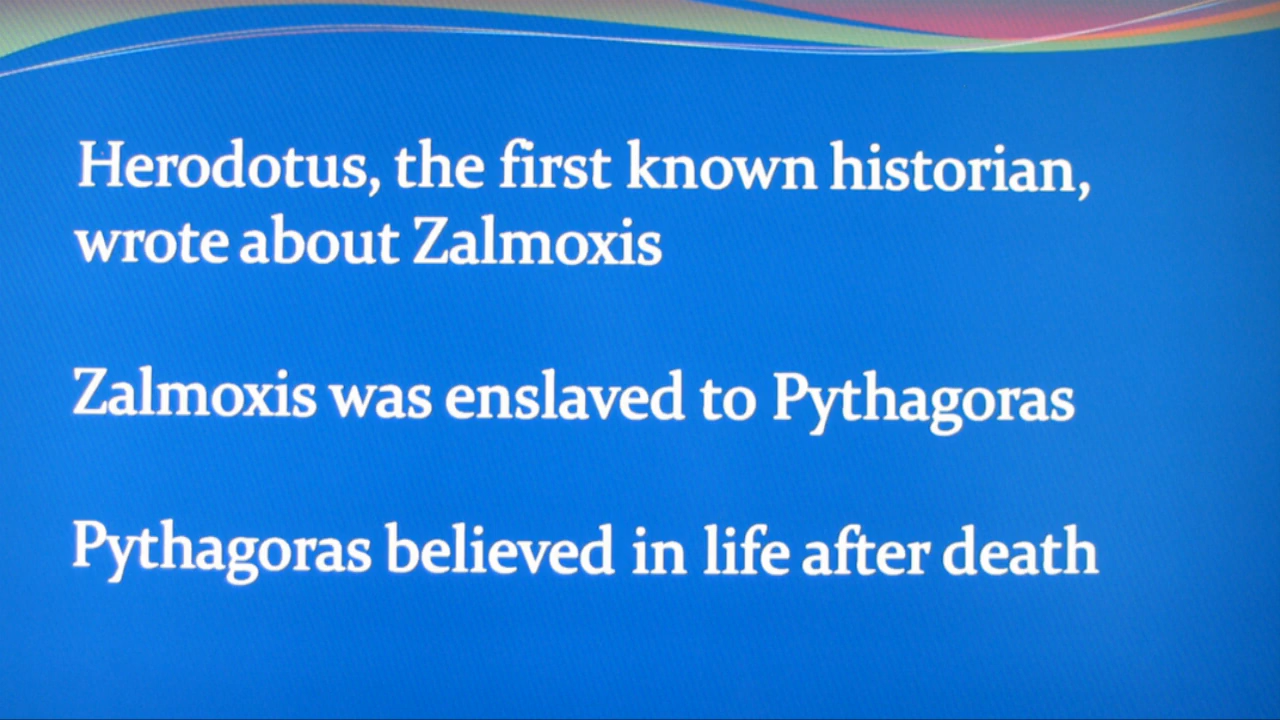 Herodotus, the first known historian,
wrote about Zalmoxis
Zalmoxis was enslaved to Pythagoras
Pythagoras believed in life after death